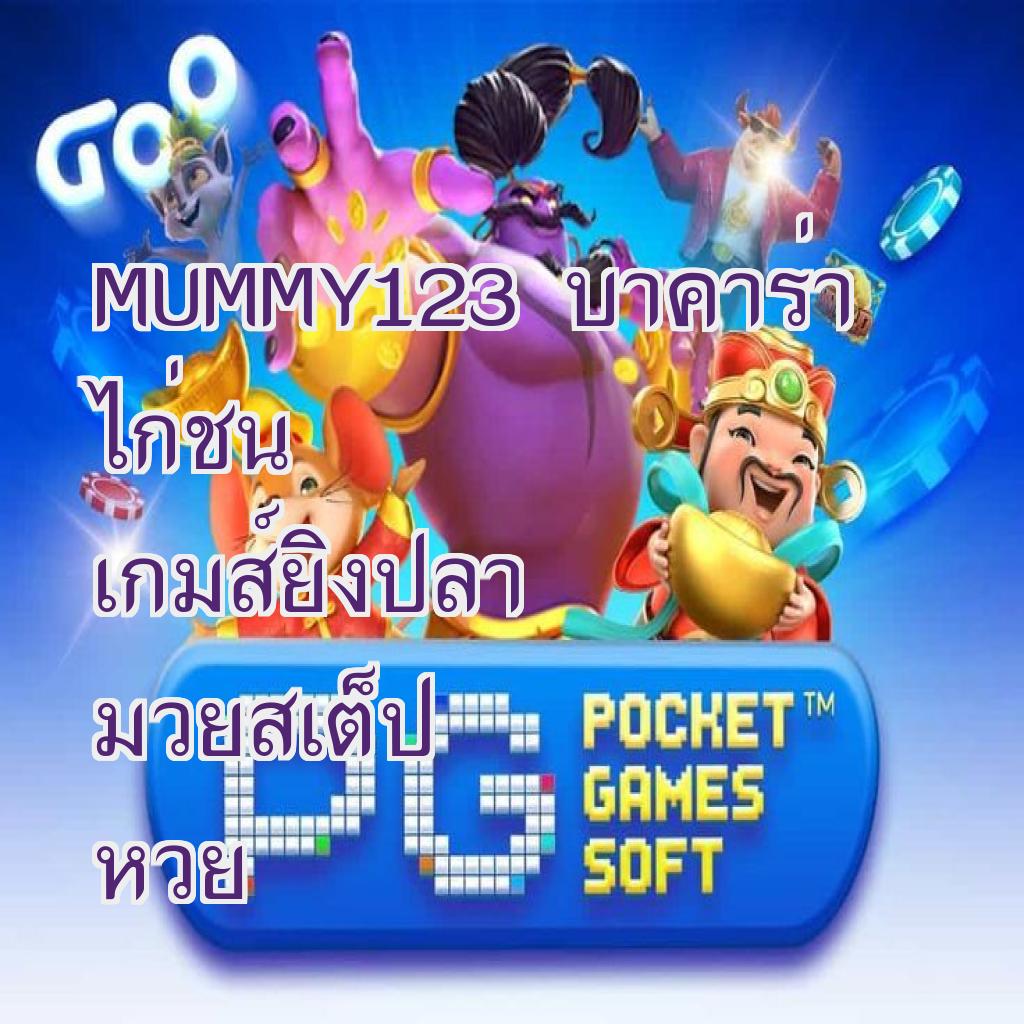 GOO
MUMMY123 บาคาร่า
ไก่ชน
เกมส์ยิงปลา
มวยสเต็ป
หวย
PG
POCKET™
GAMES
SOFT